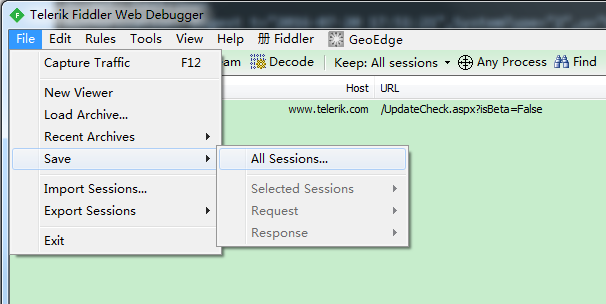 Telerik Fiddler Web Debugger
File Edit Rules Tools View Help 册 Fiddler GeoEdge
Capture Traffic F12
am Decode Keep: All sessions Any Process Find
Host URL
New Viewer
www.telerik.com /UpdateCheck.aspx?isBeta=False
Load Archive...
Recent Archives
Save
All Sessions...
Import Sessions...
Selected Sessions
Export Sessions
Request
Response
Exit